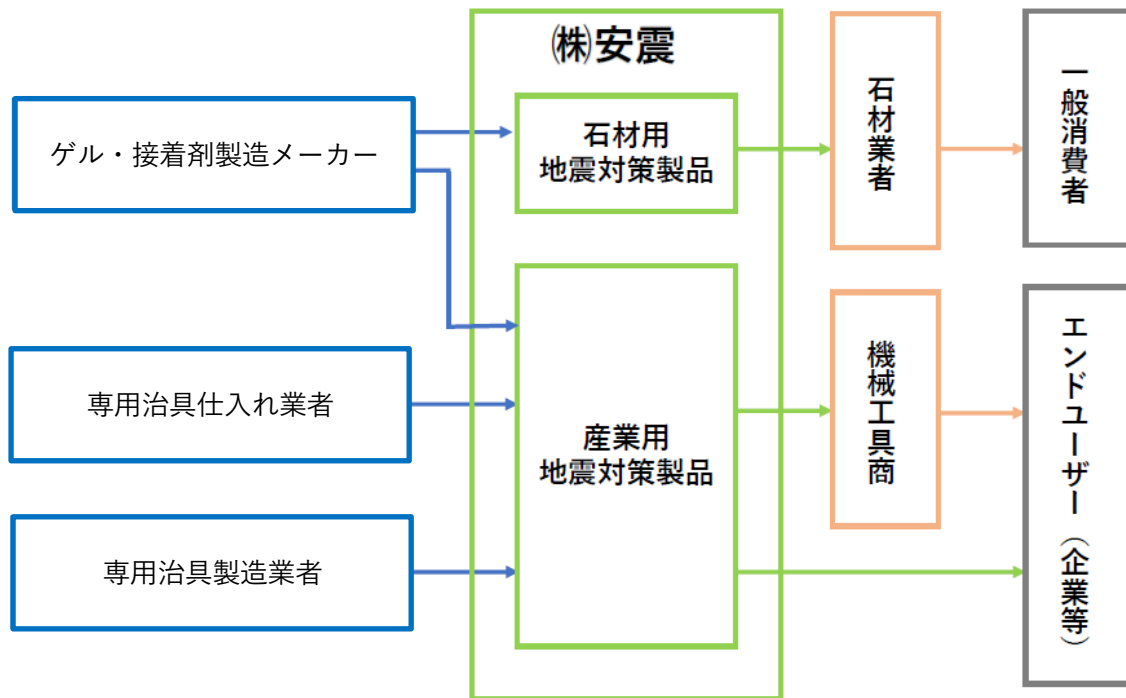 ㈱安震
ゲル・接着剤製造メーカー
石材用
地震対策製品
石材業者
一般消費者
専用治具仕入れ業者
専用治具製造業者
産業用
地震対策製品
機械工具商
エンドユーザー（企業等）